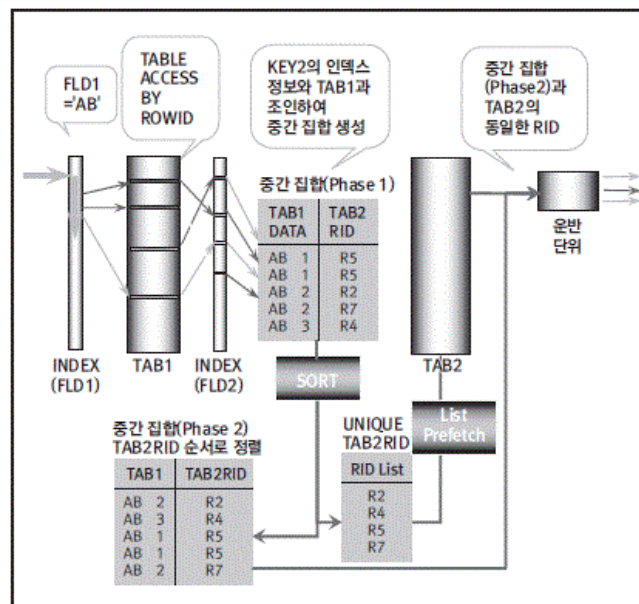 FLD1
='AB'
TABLE
ACCESS
BY
ROWID
KEY2의 인덱스
정보와 TAB1과
조인하여
중간 집합 생성
중간 집합
(Phase2)과
TAB2의
동일한 RID
중간 집합(Phase 1)
TAB1 TAB2
DATA RID
AB 1 R5
AB 1 R5
AB 2 R2
AB 2 R7
AB 3 R4
운반
단위
INDEX
(FLD1)
TAB1
INDEX
(FLD2)
TAB2
SORT
중간 집합(Phase 2)
TAB2RID 순서로 정렬
TAB1 TAB2RID
AB 2 R2
AB 3 R4
AB 1 R5
AB 1 R5
AB 2 R7
UNIQUE
TAB2RID
RID List
R2
R4
R5
R7
List
Prefetch